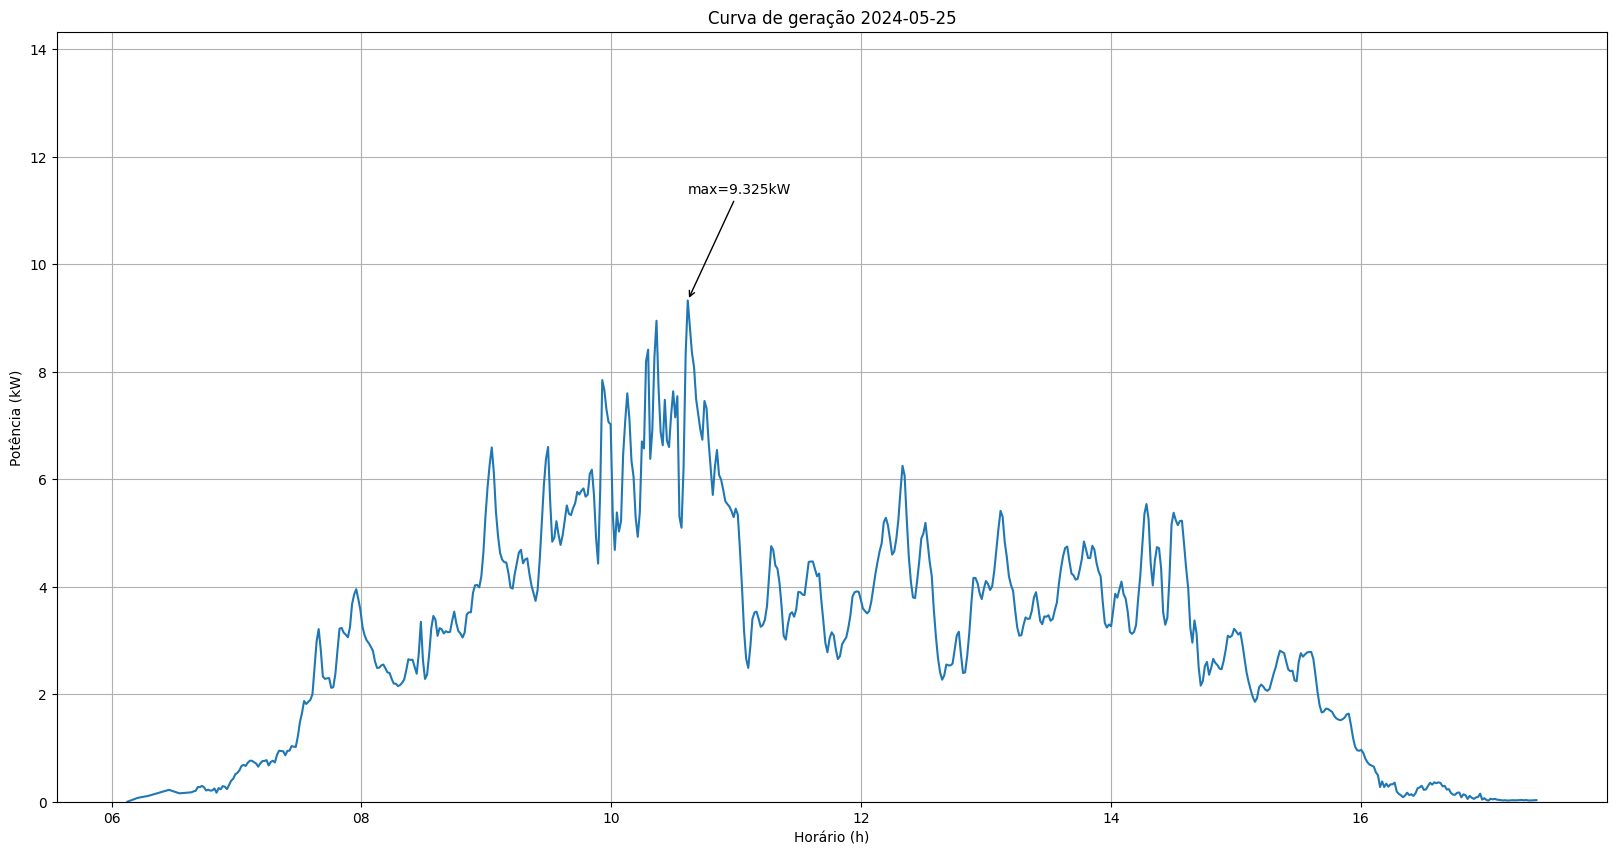 Curva de geração 2024-05-25
14
12
max=9.325kW
10
8
Potência (kW)
6
4
2
0
06 08 10 12 14 16
Horário (h)